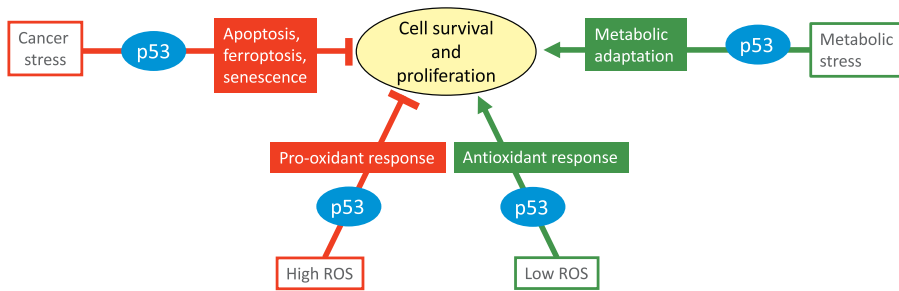 Cancer
stress
p53
Apoptosis,
ferroptosis,
senescence
Cell survival
and
proliferation
Metabolic
adaptation
p53
Metabolic
stress
Pro-oxidant response
Antioxidant response
p53
p53
High ROS
Low ROS